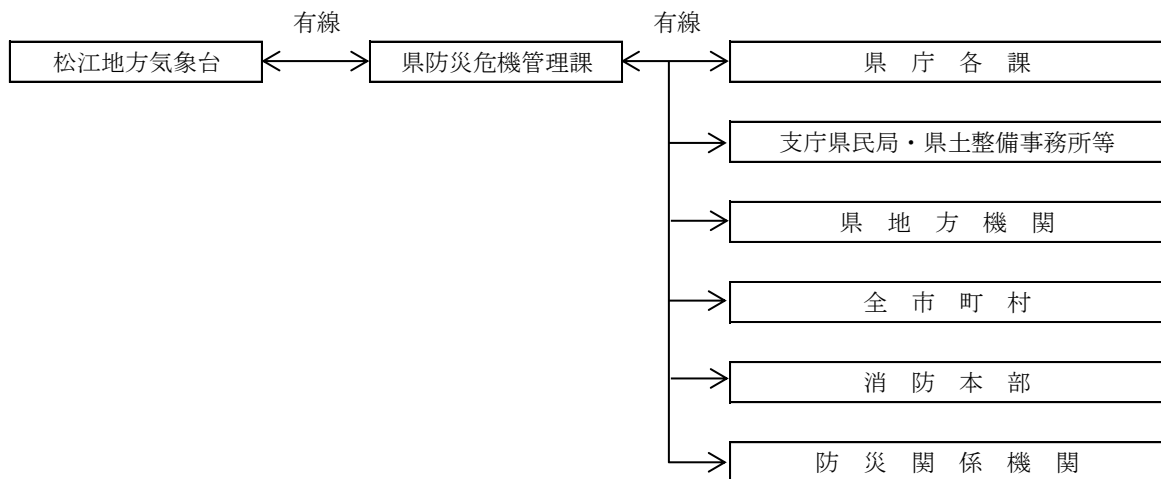 有線
有線
松江地方気象台
県防災危機管理課
県庁各課
支庁県民局・県土整備事務所等
県地方機関
全市町村
消防本部
防災関係機関